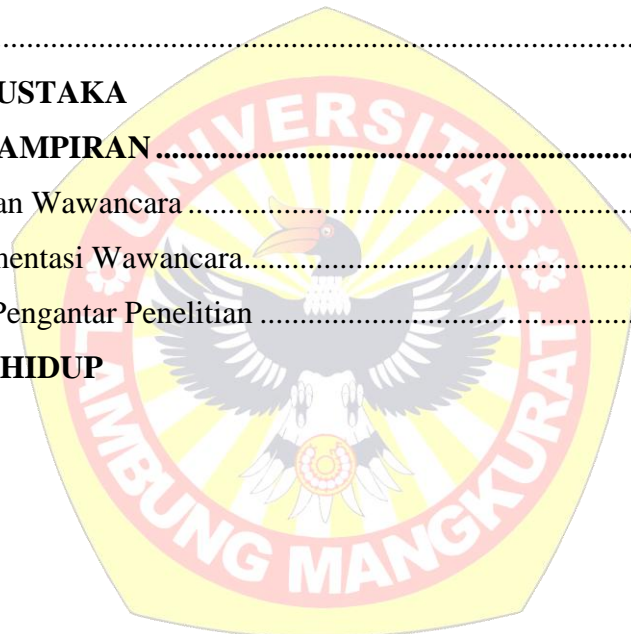 ................................................................................
USTAKA
AMPIRAN................................................................
an Wawancara ................................................................
mentasi Wawancara................................................................
Pengantar Penelitian ................................................................
HIDUP
UNIVERSITAS
LAMBUNG MANGKURAT